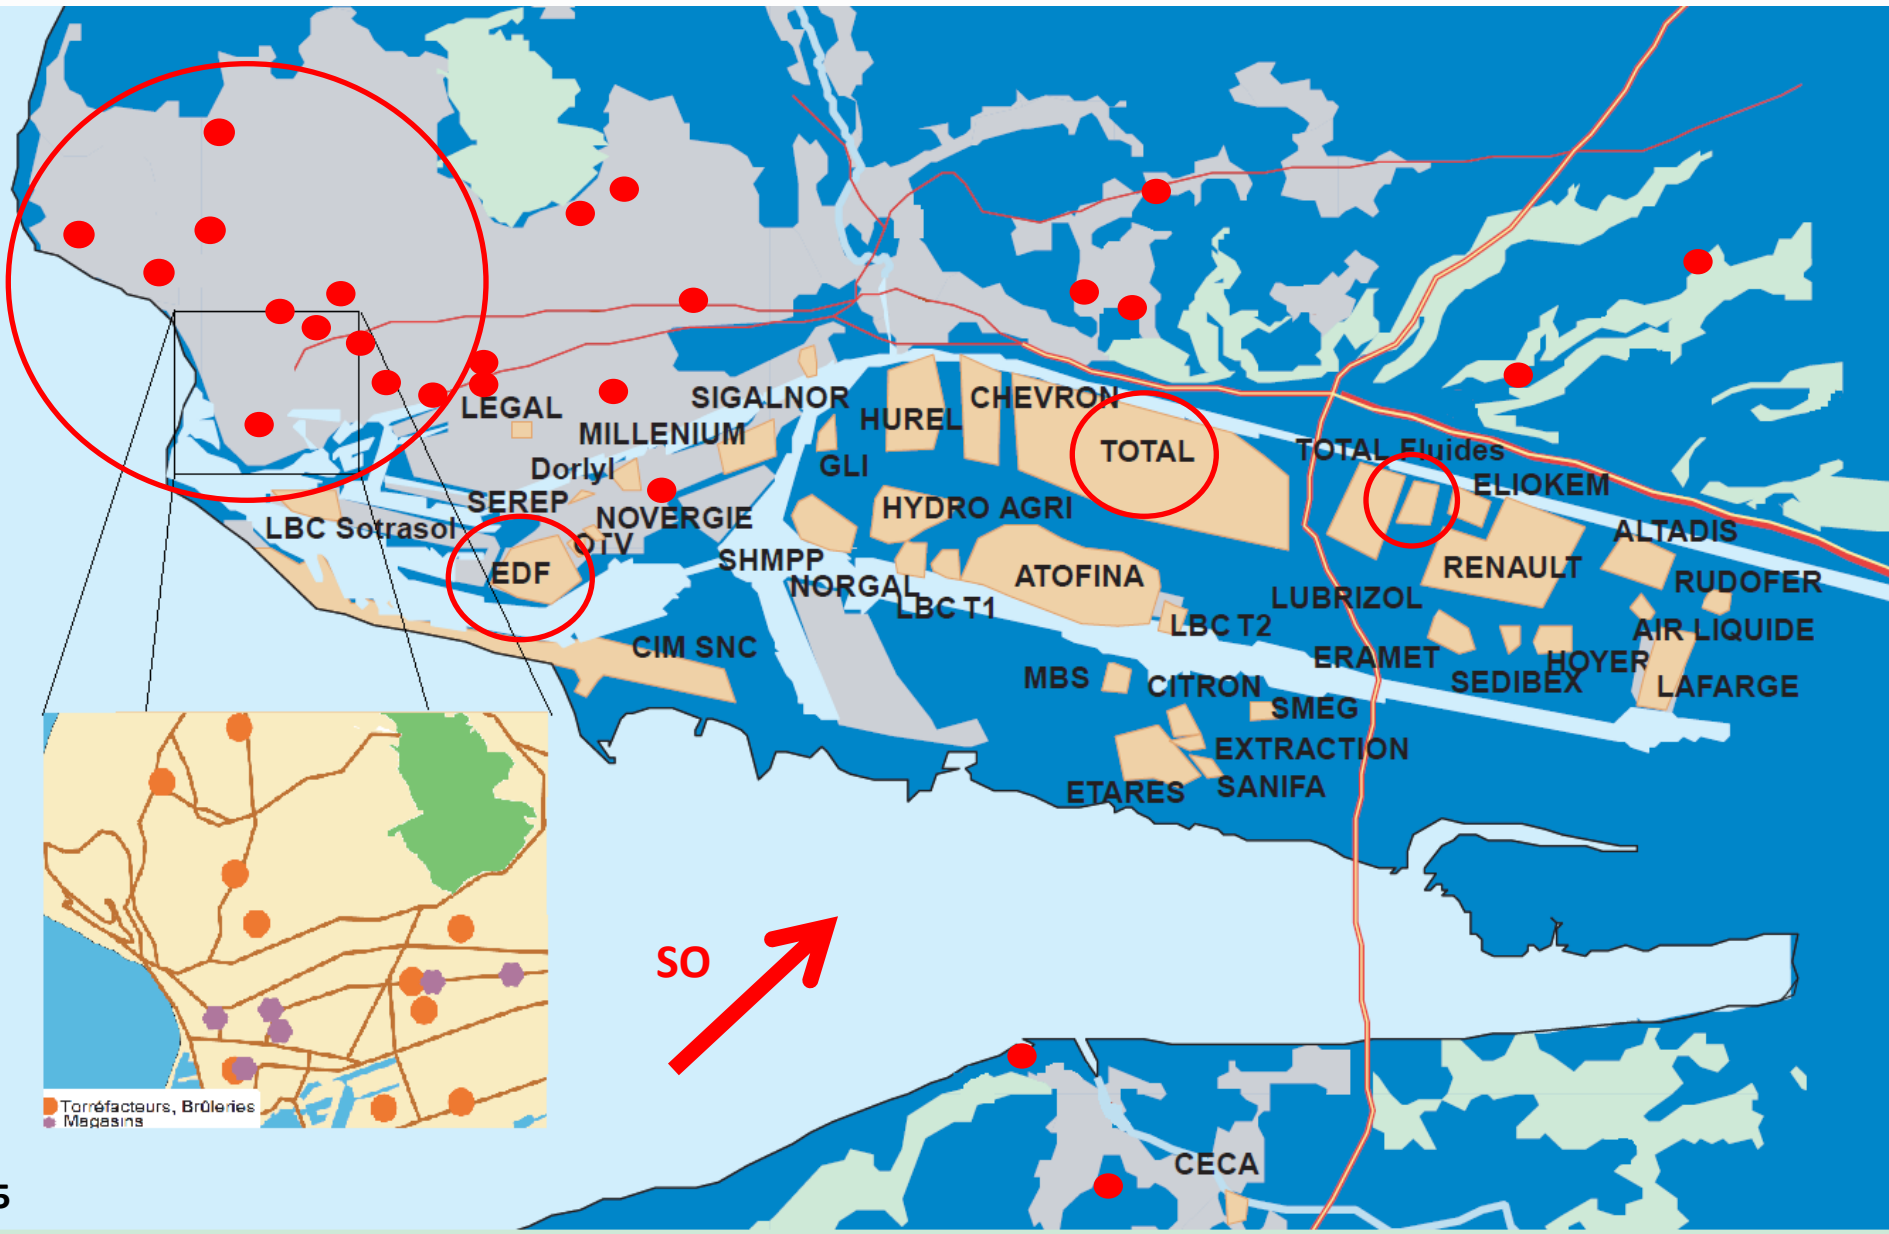 SIGALNOR
CHEVRON
LEGAL
HUREL
MILLENIUM
TOTAL
TOTAL Fluides
GLI
Dorlyl
ELIOKEM
SEREP
HYDRO AGRI
NOVERGIE
LBC Sotrasol
ALTADIS
OTV
SHMPP
EDF
ATOFINA
RENAULT
NORGAL
RUDOFER
LBC T1
LUBRIZOL
LBC T2
AIR LIQUIDE
CIM SNC
ERAMET
HOYER
MBS
CITRON
SEDIBEX
LAFARGE
SMEG
EXTRACTION
ETARES
SANIFA
SO
Torréfacteurs, Brûleries
Magasins
CECA
5